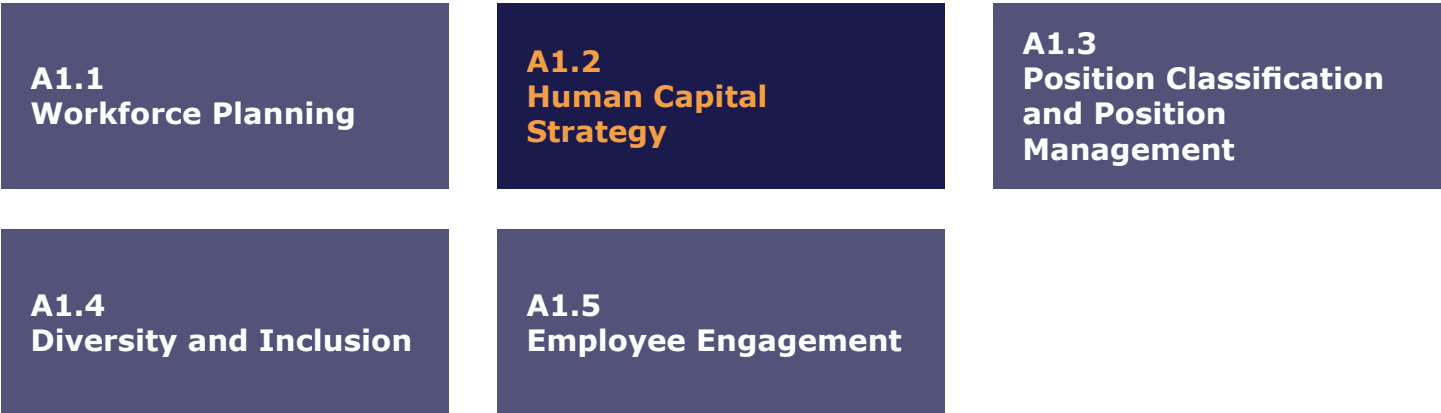 A1.1
Workforce Planning
A1.2
Human Capital
Strategy
A1.3
Position Classification
and Position
Management
A1.4
Diversity and Inclusion
A1.5
Employee Engagement